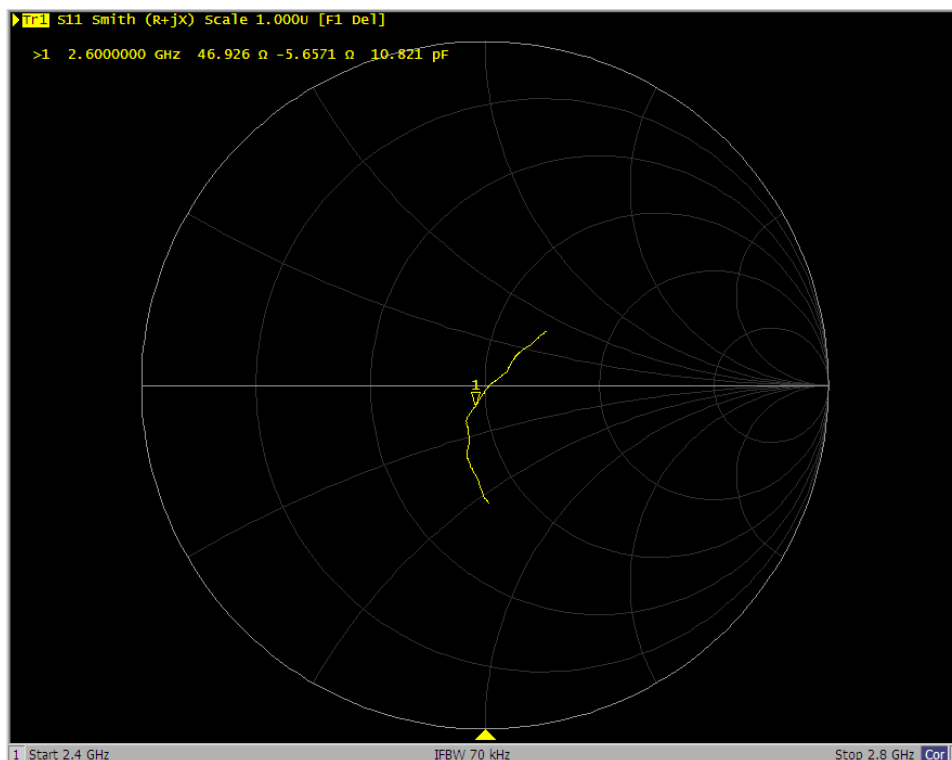 Tr1 S11 Smith (R+jX) Scale 1.000U [F1 Del]
>1 2.6000000 GHz 46.926 Ω -5.6571 Ω 10.821 pF
1
1 Start 2.4 GHz IFBW 70 kHz Stop 2.8 GHz Cor